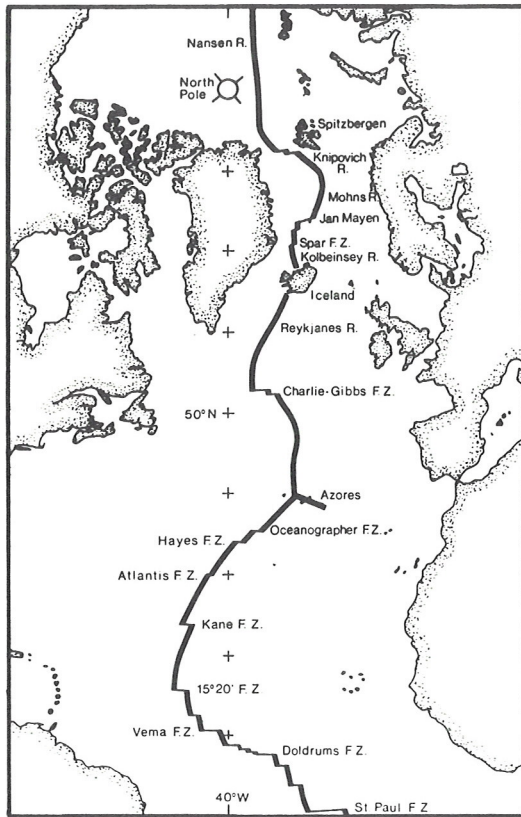 Nansen R.
North
Pole
Spitzbergen
Knipovich
R.
Mohns R.
Jan Mayen
Spar F.Z.
Kolbeinsey R.
Iceland
Reykjanes R.
Charlie-Gibbs F.Z.
50°N
Azores
Oceanographer F.Z.
Hayes F.Z.
Atlantis F.Z.
Kane F.Z.
15°20' F.Z
Vema F.Z.
Doldrums F.Z.
40°W
St Paul F.Z